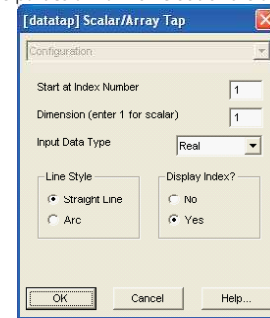 [datatap] Scalar/Array Tap
Configuration
Start at Index Number 1
Dimension (enter 1 for scalar) 1
Input Data Type Real
Line Style
Straight Line
Arc
Display Index?
No
Yes
OK Cancel Help...